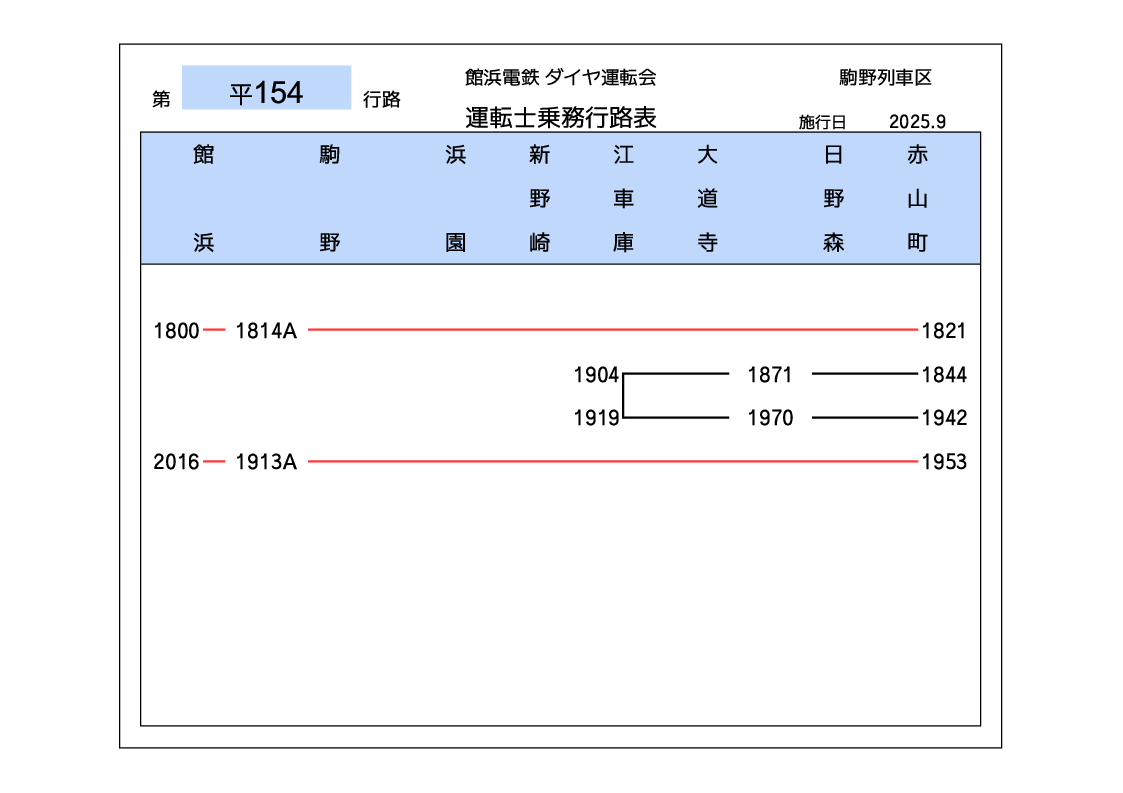 第 平154 行路
館浜電鉄 ダイヤ運転会
運転士乗務行路表
駒野列車区
施行日 2025.9
館浜 駒野 浜園 新野崎 江車庫 大道寺 日野森 赤山町
1800 1814A 1821
1904 1871 1844
1919 1970 1942
2016 1913A 1953